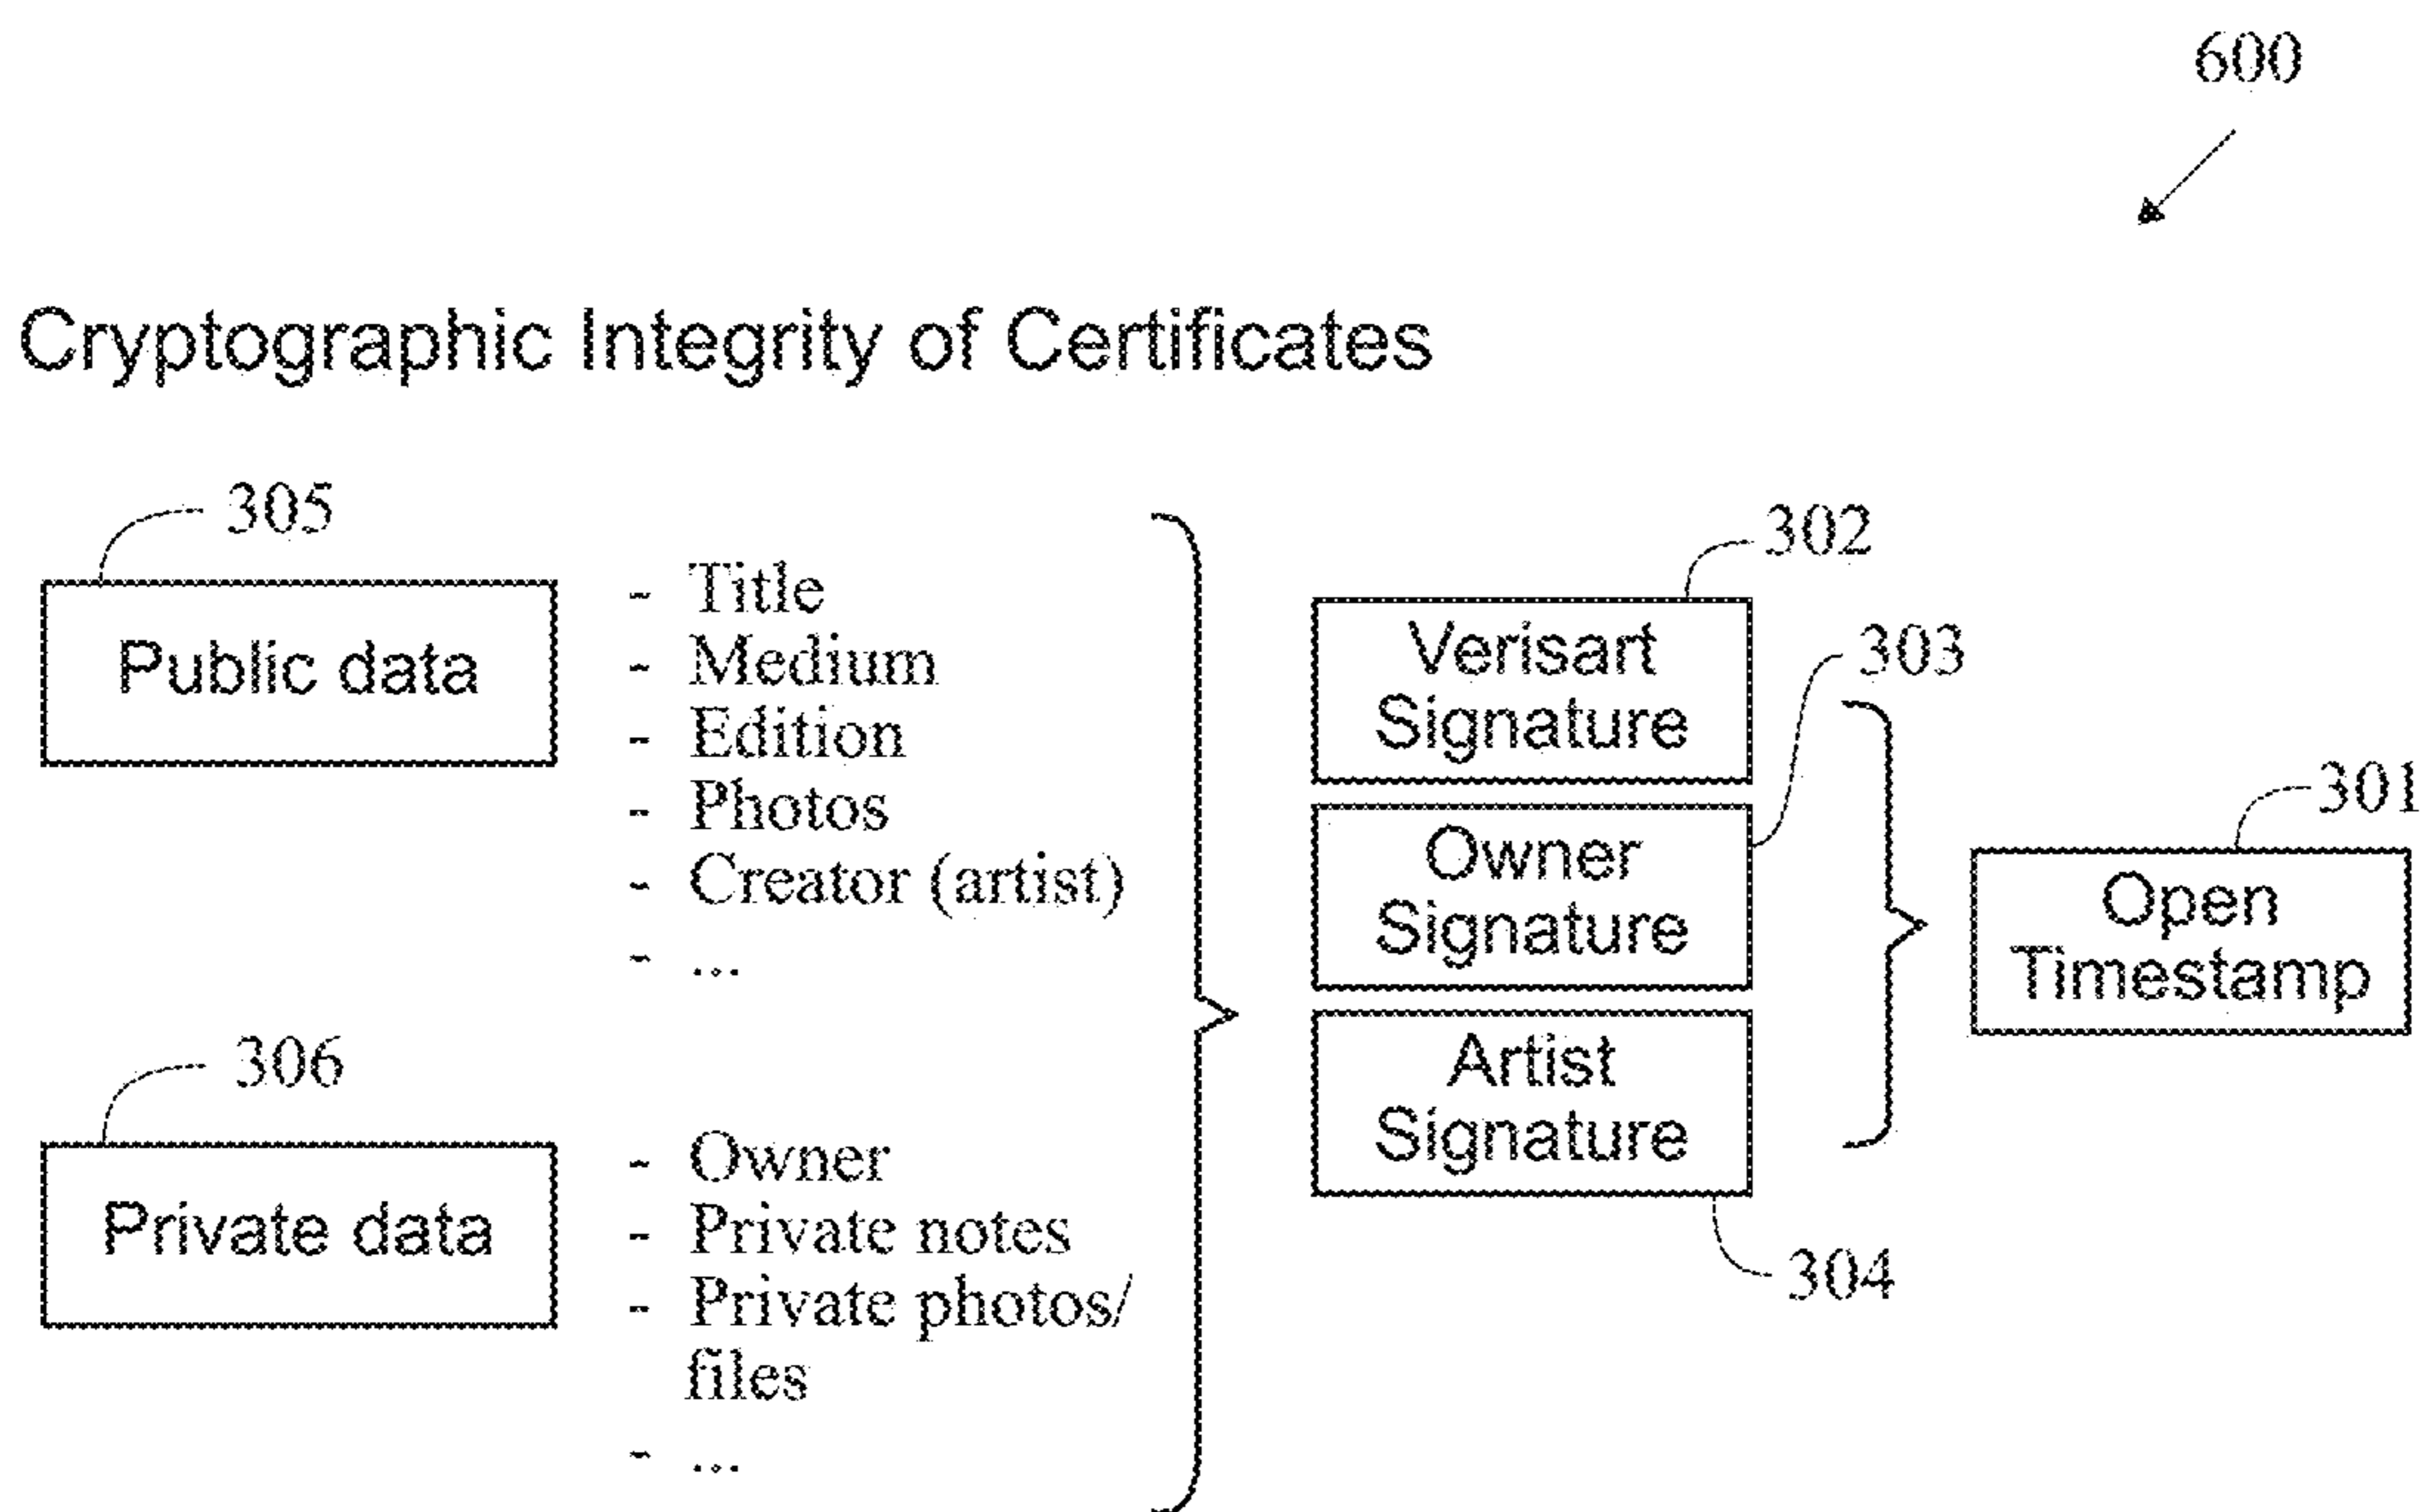 600
Cryptographic Integrity of Certificates
305
Public data
- Title
- Medium
- Edition
- Photos
- Creator (artist)
- ...
306
Private data
- Owner
- Private notes
- Private photos/
files
- ...
302
Verisart
Signature
303
Owner
Signature
Artist
Signature
304
301
Open
Timestamp